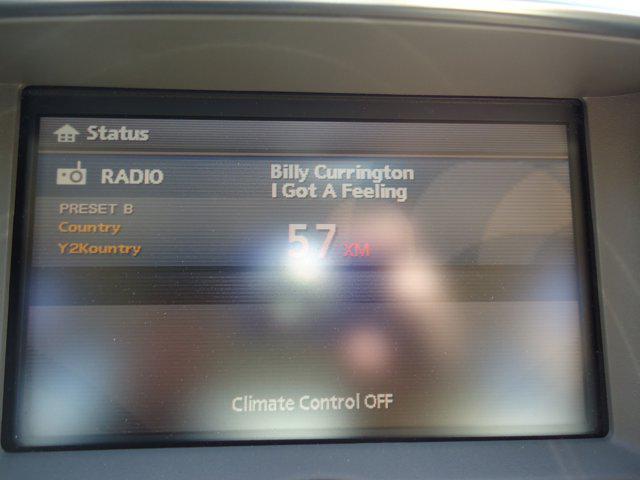 Status
RADIO
Billy Currington
I Got A Feeling
PRESET B
Country
Y2Kountry
57 XM
Climate Control OFF